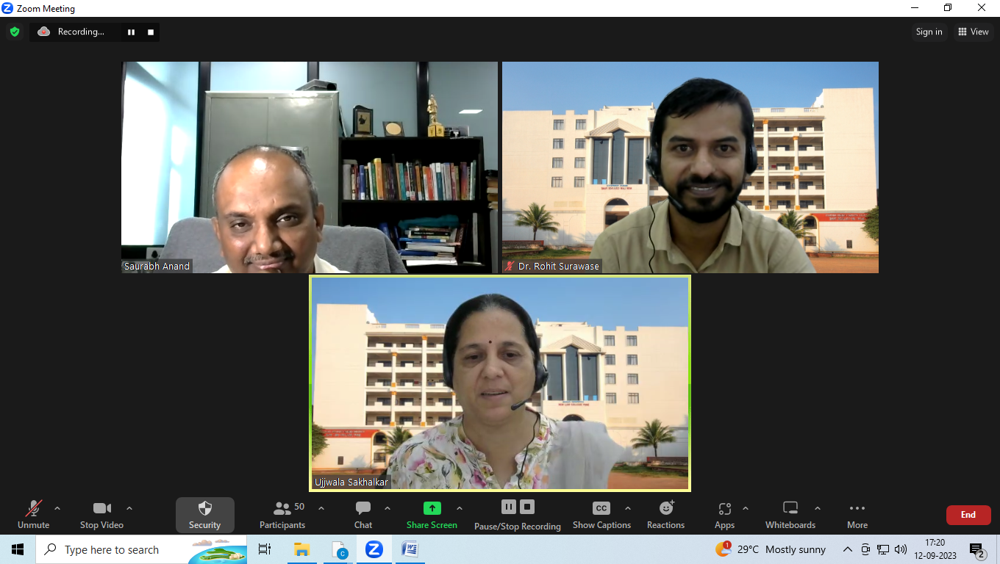 Zoom Meeting
Recording...
Sign in
View
Saurabh Anand
Dr. Rohit Surawase
Ujjwala Sakhalkar
Unmute
Stop Video
Security
50
Participants
Chat
Share Screen
Pause/Stop Recording
CC
Show Captions
Reactions
Apps
Whiteboards
More
End
Type here to search
1
29°C Mostly sunny
17:20
12-09-2023
2